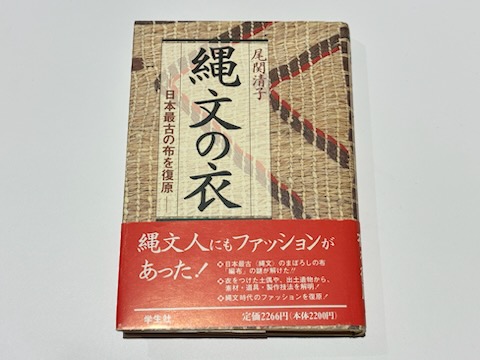 尾関清子
縄文の衣
―日本最古の布を復原―
縄文人にもファッションが
あった!
◇日本最古〈縄文〉のまぼろしの布
「編布」の謎が解けた!!
◇衣をつけた土偶や、出土遺物から、
素材・道具・製作技法を解明!
◇縄文時代のファッションを復原!
学生社
定価2266円(本体2200円)